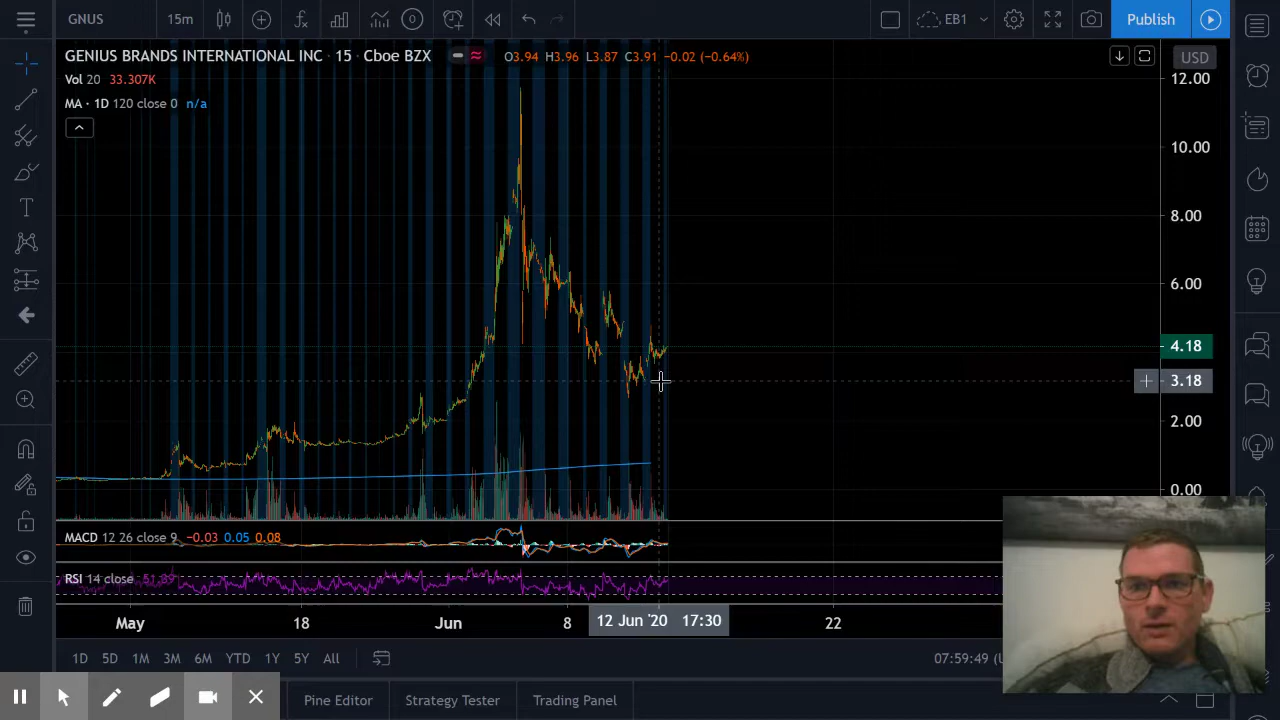 GNUS 15m EB1 Publish
GENIUS BRANDS INTERNATIONAL INC · 15 · Cboe BZX O3.94 H3.96 L3.87 C3.91 −0.02 (−0.64%) USD
Vol 20 33.307K
MA · 1D 120 close 0 n/a
12.00
10.00
8.00
6.00
4.18
3.18
2.00
0.00
MACD 12 26 close 9 −0.03 0.05 0.08
RSI 14 close 51.39
May 18 Jun 8 12 Jun '20 17:30 22
1D 5D 1M 3M 6M YTD 1Y 5Y All 07:59:49 (
Pine Editor Strategy Tester Trading Panel